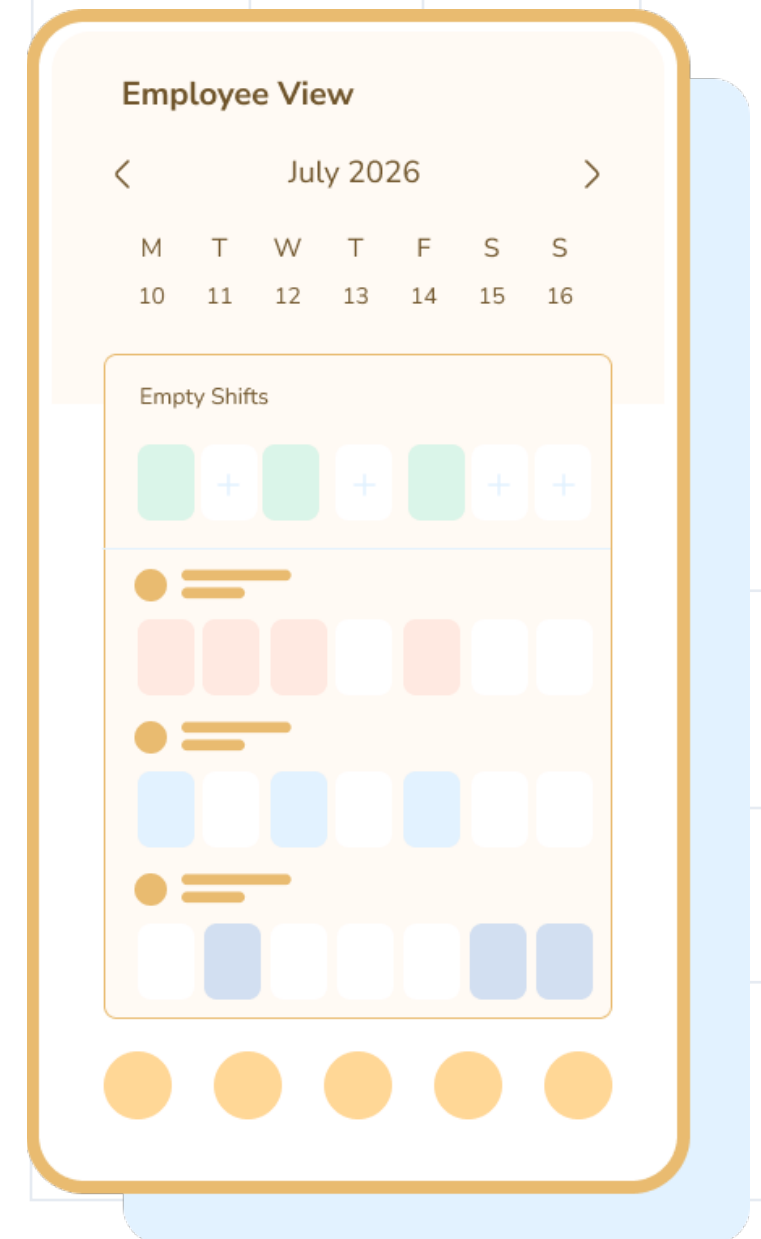 Employee View
July 2026
M T W T F S S
10 11 12 13 14 15 16
Empty Shifts
+ + + +